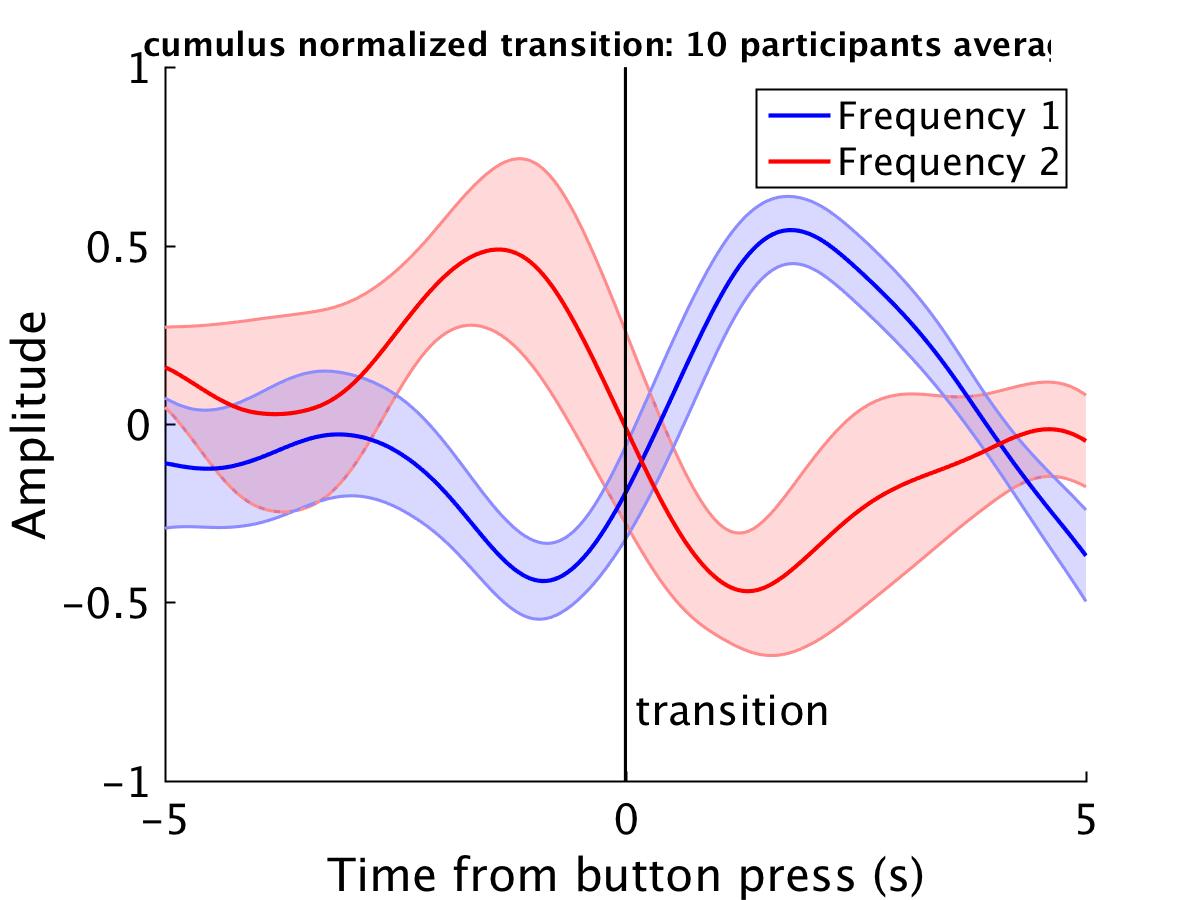 cumulus normalized transition: 10 participants
1
Frequency 1
Frequency 2
0.5
Amplitude
0
−0.5
transition
−1
−5
0
5
Time from button press (s)